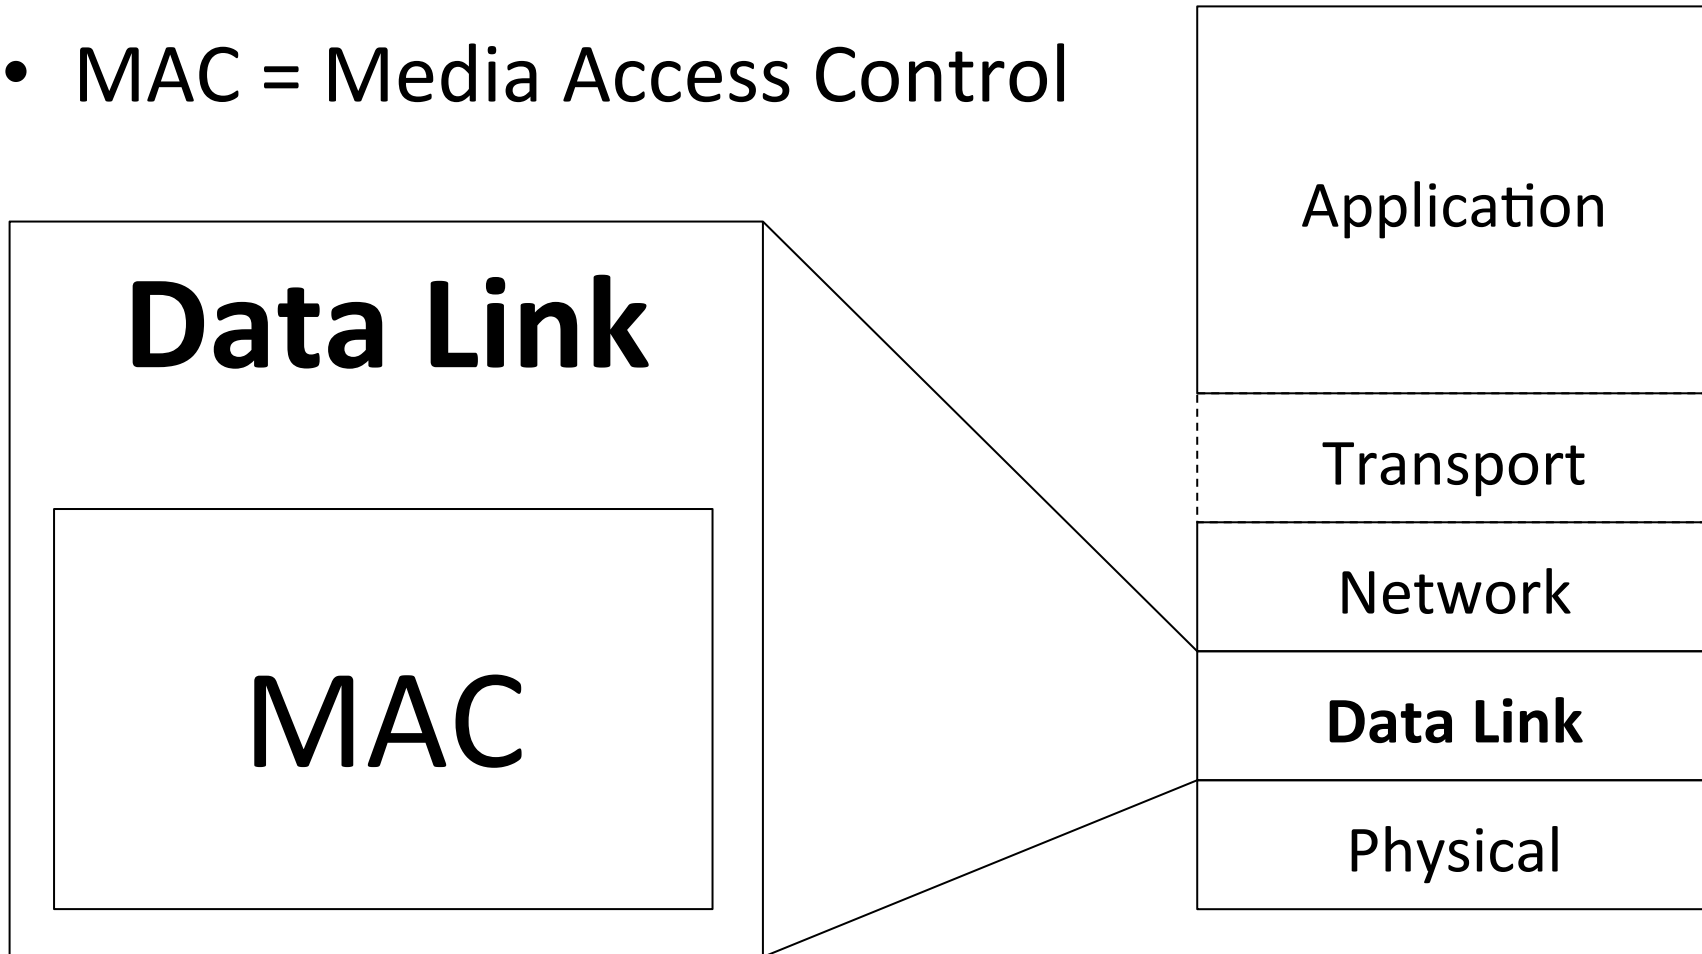 • MAC = Media Access Control
Data Link
MAC
Application
Transport
Network
Data Link
Physical